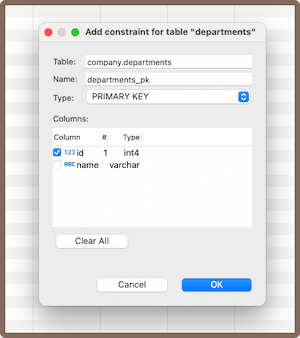 Add constraint for table "departments"
Table: company.departments
Name: departments_pk
Type: PRIMARY KEY
Columns:
Column # Type
123 id 1 int4
ABC name varchar
Clear All
Cancel OK